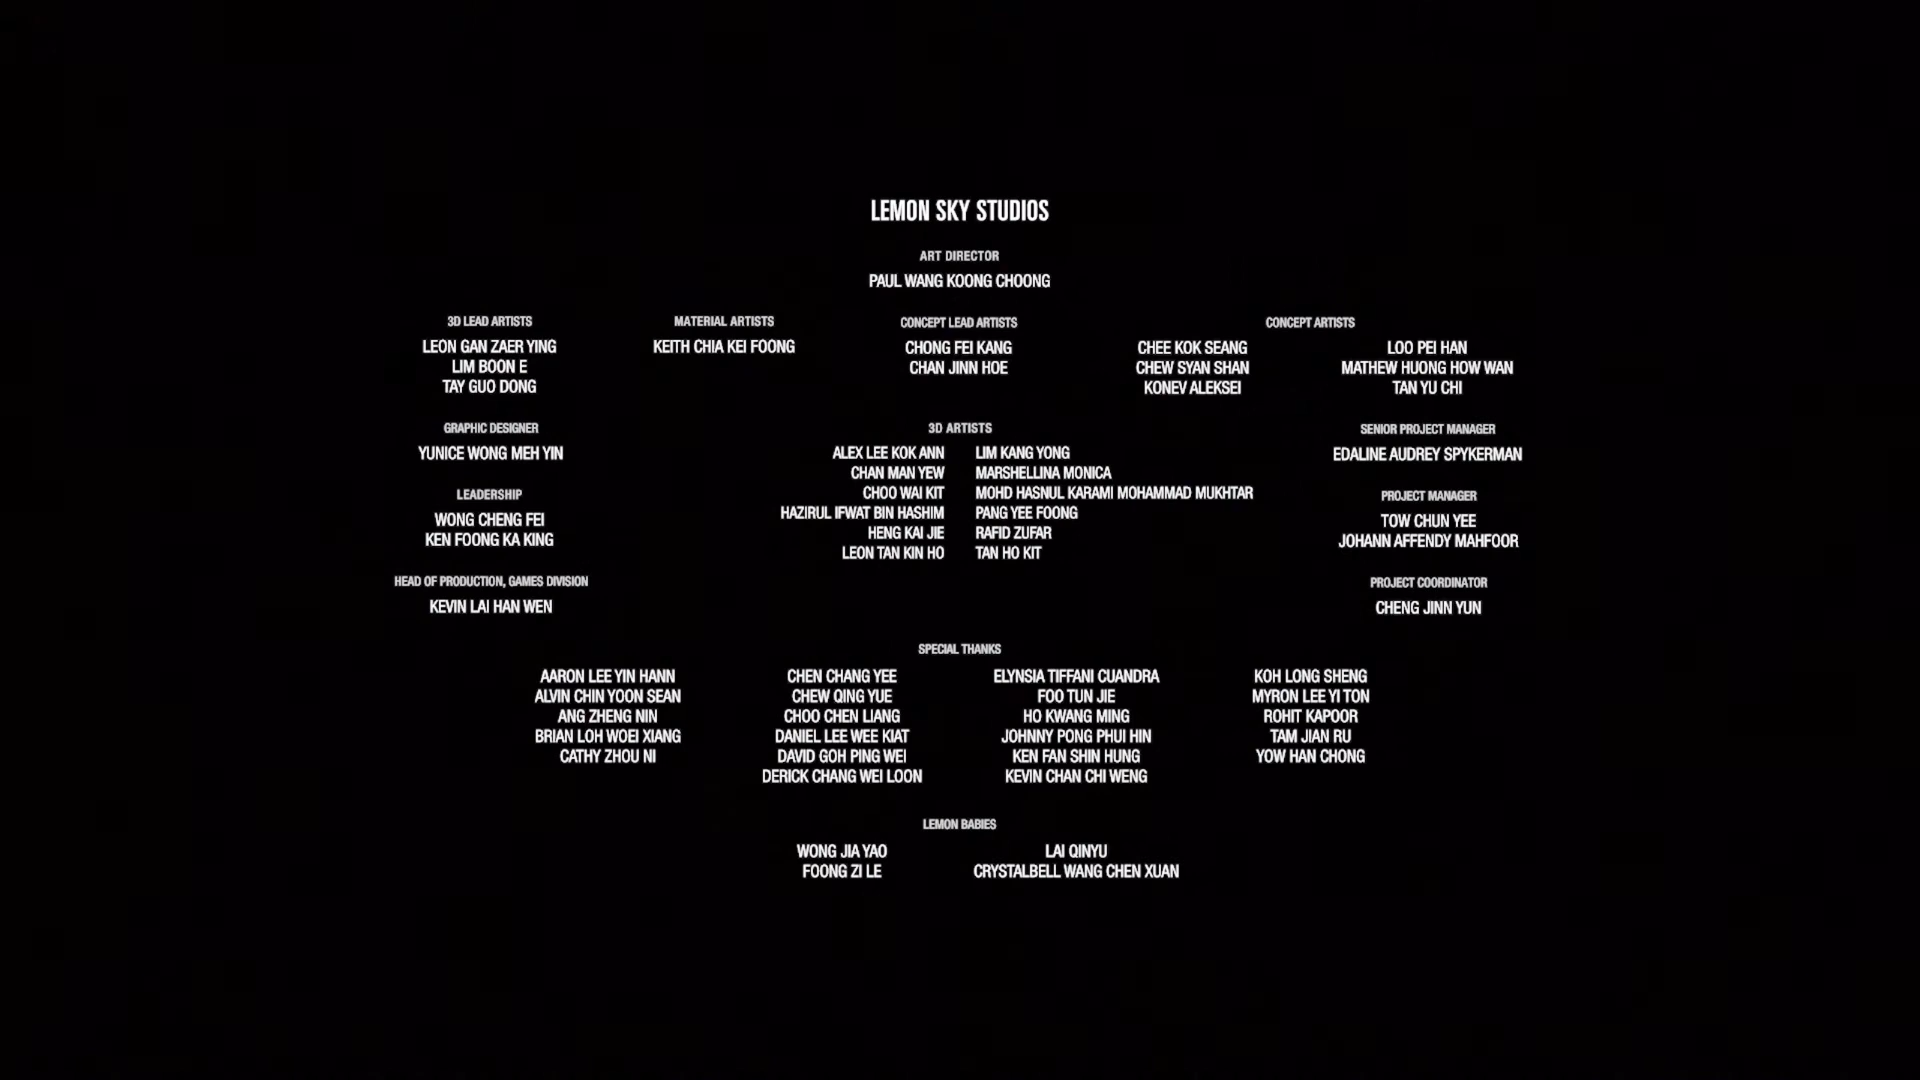 LEMON SKY STUDIOS
ART DIRECTOR
PAUL WANG KOONG CHOONG
3D LEAD ARTISTS
LEON GAN ZAER YING
LIM BOON E
TAY GUO DONG
MATERIAL ARTISTS
KEITH CHIA KEI FOONG
CONCEPT LEAD ARTISTS
CHONG FEI KANG
CHAN JINN HOE
CONCEPT ARTISTS
CHEE KOK SEANG
CHEW SYAN SHAN
KONEV ALEKSEI
LOO PEI HAN
MATHEW HUONG HOW WAN
TAN YU CHI
GRAPHIC DESIGNER
YUNICE WONG MEH YIN
LEADERSHIP
WONG CHENG FEI
KEN FOONG KA KING
HEAD OF PRODUCTION, GAMES DIVISION
KEVIN LAI HAN WEN
3D ARTISTS
ALEX LEE KOK ANN
CHAN MAN YEW
CHOO WAI KIT
HAZIRUL IFWAT BIN HASHIM
HENG KAI JIE
LEON TAN KIN HO
LIM KANG YONG
MARSHELLINA MONICA
MOHD HASNUL KARAMI MOHAMMAD MUKHTAR
PANG YEE FOONG
RAFID ZUFAR
TAN HO KIT
SENIOR PROJECT MANAGER
EDALINE AUDREY SPYKERMAN
PROJECT MANAGER
TOW CHUN YEE
JOHANN AFFENDY MAHFOOR
PROJECT COORDINATOR
CHENG JINN YUN
SPECIAL THANKS
AARON LEE YIN HANN
ALVIN CHIN YOON SEAN
ANG ZHENG NIN
BRIAN LOH WOEI XIANG
CATHY ZHOU NI
CHEN CHANG YEE
CHEW QING YUE
CHOO CHEN LIANG
DANIEL LEE WEE KIAT
DAVID GOH PING WEI
DERICK CHANG WEI LOON
ELYNSIA TIFFANI CUANDRA
FOO TUN JIE
HO KWANG MING
JOHNNY PONG PHUI HIN
KEN FAN SHIN HUNG
KEVIN CHAN CHI WENG
KOH LONG SHENG
MYRON LEE YI TON
ROHIT KAPOOR
TAM JIAN RU
YOW HAN CHONG
LEMON BABIES
WONG JIA YAO
FOONG ZI LE
LAI QINYU
CRYSTALBELL WANG CHEN XUAN